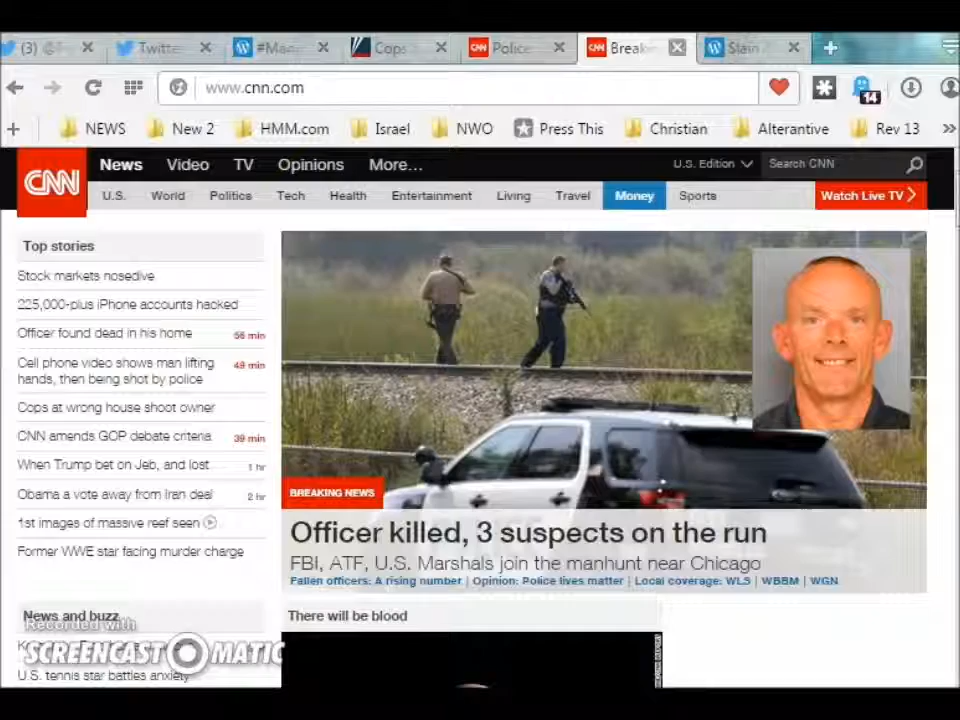 (3)
Twitte
#Ma
Cops
CNN Police
CNN Break
Slain
www.cnn.com
14
NEWS
New 2
HMM.com
Israel
NWO
Press This
Christian
Alterantive
Rev 13
CNN
News Video TV Opinions More...
U.S. Edition
Search CNN
U.S. World Politics Tech Health Entertainment Living Travel Money Sports
Watch Live TV
Top stories
Stock markets nosedive
225,000-plus iPhone accounts hacked
Officer found dead in his home 56 min
Cell phone video shows man lifting 49 min
hands, then being shot by police
Cops at wrong house shoot owner
CNN amends GOP debate criteria 39 min
When Trump bet on Jeb, and lost 1 hr
Obama a vote away from Iran deal 2 hr
1st images of massive reef seen
Former WWE star facing murder charge
BREAKING NEWS
Officer killed, 3 suspects on the run
FBI, ATF, U.S. Marshals join the manhunt near Chicago
Fallen officers: A rising number | Opinion: Police lives matter | Local coverage: WLS | WBBM | WGN
News and buzz
There will be blood
Recorded with
SCREENCAST MATIC
U.S. tennis star battles anxiety